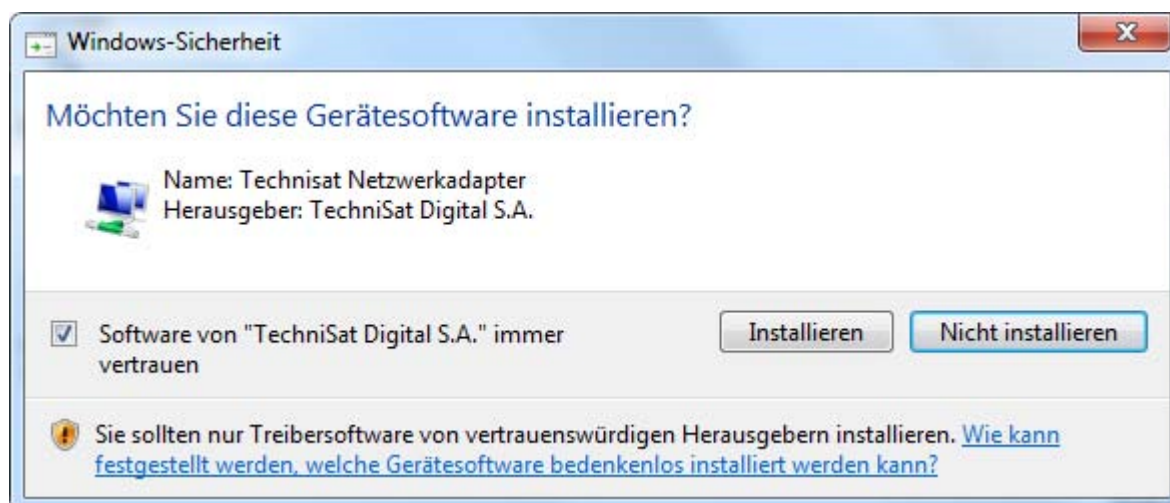 Windows-Sicherheit
Möchten Sie diese Gerätesoftware installieren?
Name: Technisat Netzwerkadapter
Herausgeber: TechniSat Digital S.A.
Software von "TechniSat Digital S.A." immer
vertrauen
Installieren
Nicht installieren
Sie sollten nur Treibersoftware von vertrauenswürdigen Herausgebern installieren. Wie kann
festgestellt werden, welche Gerätesoftware bedenkenlos installiert werden kann?